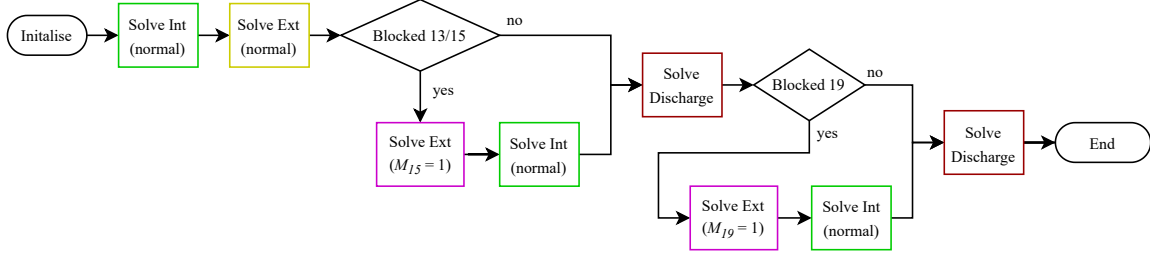 Initalise
Solve Int
(normal)
Solve Ext
(normal)
Blocked 13/15
no
yes
Solve Ext
(M15 = 1)
Solve Int
(normal)
Solve
Discharge
Blocked 19
no
yes
Solve Ext
(M19 = 1)
Solve Int
(normal)
Solve
Discharge
End